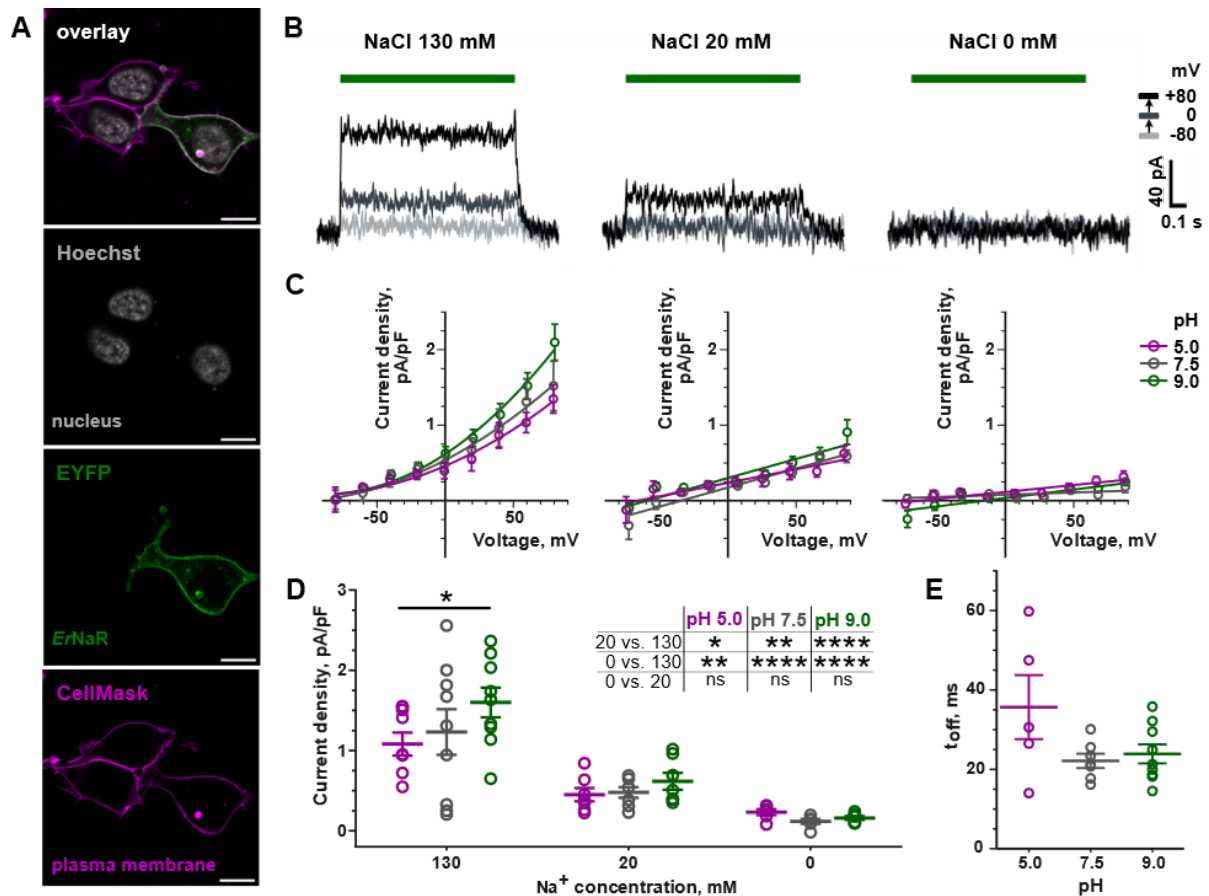 A
overlay
Hoechst
nucleus
EYFP
ErNaR
CellMask
plasma membrane
B
NaCl 130 mM
NaCl 20 mM
NaCl 0 mM
mV
+80
0
-80
40 pA
0.1 s
C
Current density,
pA/pF
2
1
-50
50
Voltage, mV
Current density,
pA/pF
2
1
-50
50
Voltage, mV
Current density,
pA/pF
2
1
-50
50
Voltage, mV
pH
5.0
7.5
9.0
D
Current density, pA/pF
3
2
1
0
*
pH 5.0 pH 7.5 pH 9.0
20 vs. 130 * ** ****
0 vs. 130 ** **** ****
0 vs. 20 ns ns ns
130 20 0
Na⁺ concentration, mM
E
toff, ms
60
40
20
0
5.0 7.5 9.0
pH